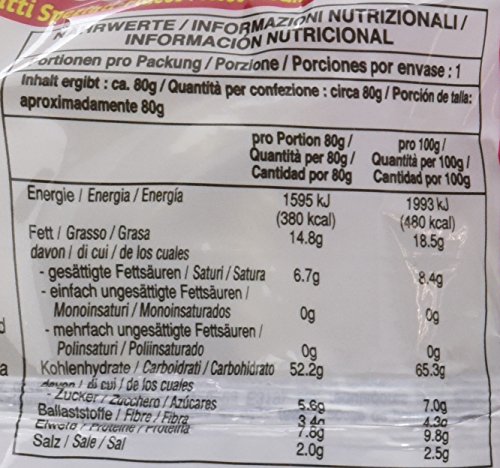 NÄHRWERTE / INFORMAZIONI NUTRIZIONALI /
INFORMACIÓN NUTRICIONAL
Portionen pro Packung / Porzione / Porciones por envase : 1
Inhalt ergibt : ca. 80g / Quantità per confezione : circa 80g / Porción de talla:
aproximadamente 80g
pro Portion 80g / pro 100g /
Quantità per 80g / Quantità per 100g /
Cantidad por 80g Cantidad por 100g
Energie / Energia / Energía 1595 kJ 1993 kJ
(380 kcal) (480 kcal)
Fett / Grasso / Grasa 14.8g 18.5g
davon / di cui / de los cuales
- gesättigte Fettsäuren / Saturi / Satura 6.7g 8.4g
- einfach ungesättigte Fettsäuren /
Monoinsaturi / Monoinsaturados 0g 0g
- mehrfach ungesättigte Fettsäuren /
Polinsaturi / Poliinsaturado 0g 0g
Kohlenhydrate / Carboidrati / Carbohidrato 52.2g 65.3g
davon / di cui / de los cuales
- Zucker / Zucchero / Azúcares 5.6g 7.0g
Ballaststoffe / Fibre / Fibra 3.4g 4.3g
Eiweiß / Proteine / Proteina 7.8g 9.8g
Salz / Sale / Sal 2.0g 2.5g